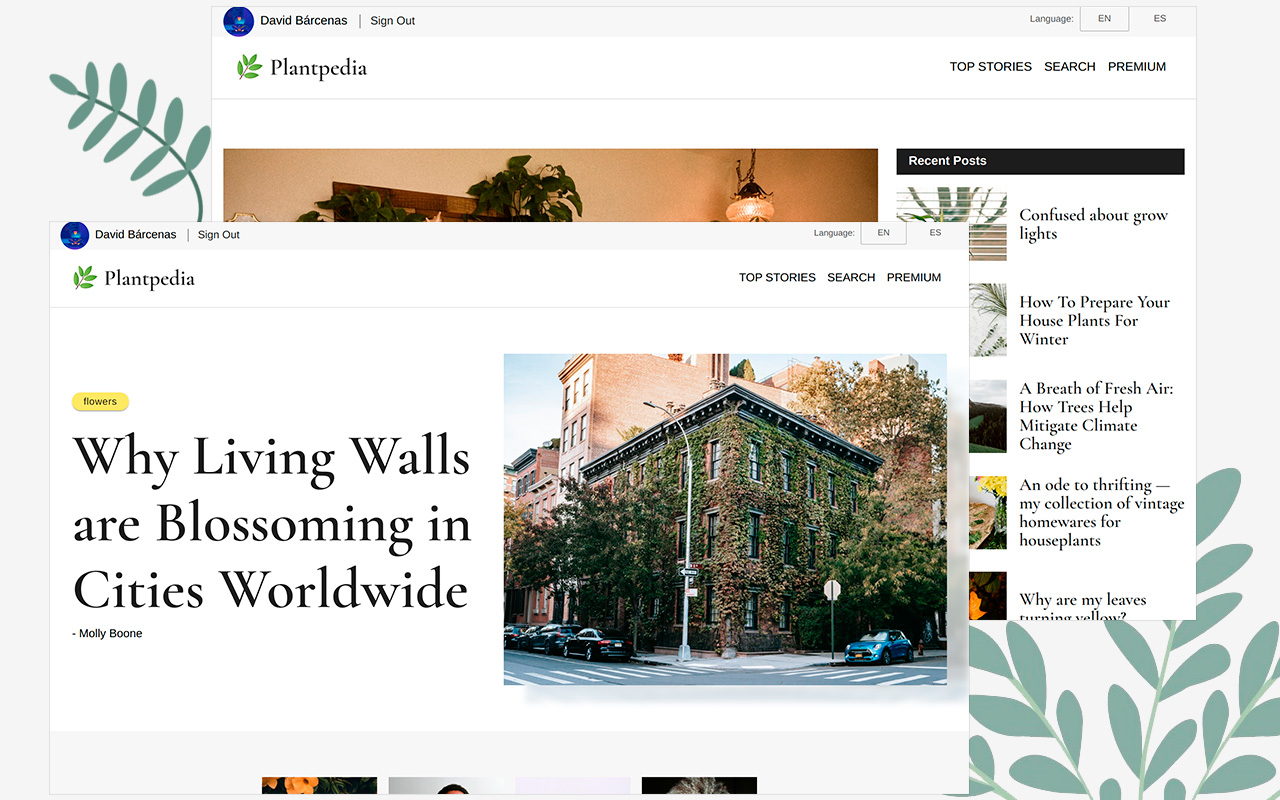 David Bárcenas | Sign Out
Language: EN ES
Plantpedia
TOP STORIES SEARCH PREMIUM
Recent Posts
Confused about grow
lights
How To Prepare Your
House Plants For
Winter
A Breath of Fresh Air:
How Trees Help
Mitigate Climate
Change
An ode to thrifting —
my collection of vintage
homewares for
houseplants
Why are my leaves
turning yellow?
David Bárcenas | Sign Out
Language: EN ES
Plantpedia
TOP STORIES SEARCH PREMIUM
flowers
Why Living Walls
are Blossoming in
Cities Worldwide
- Molly Boone